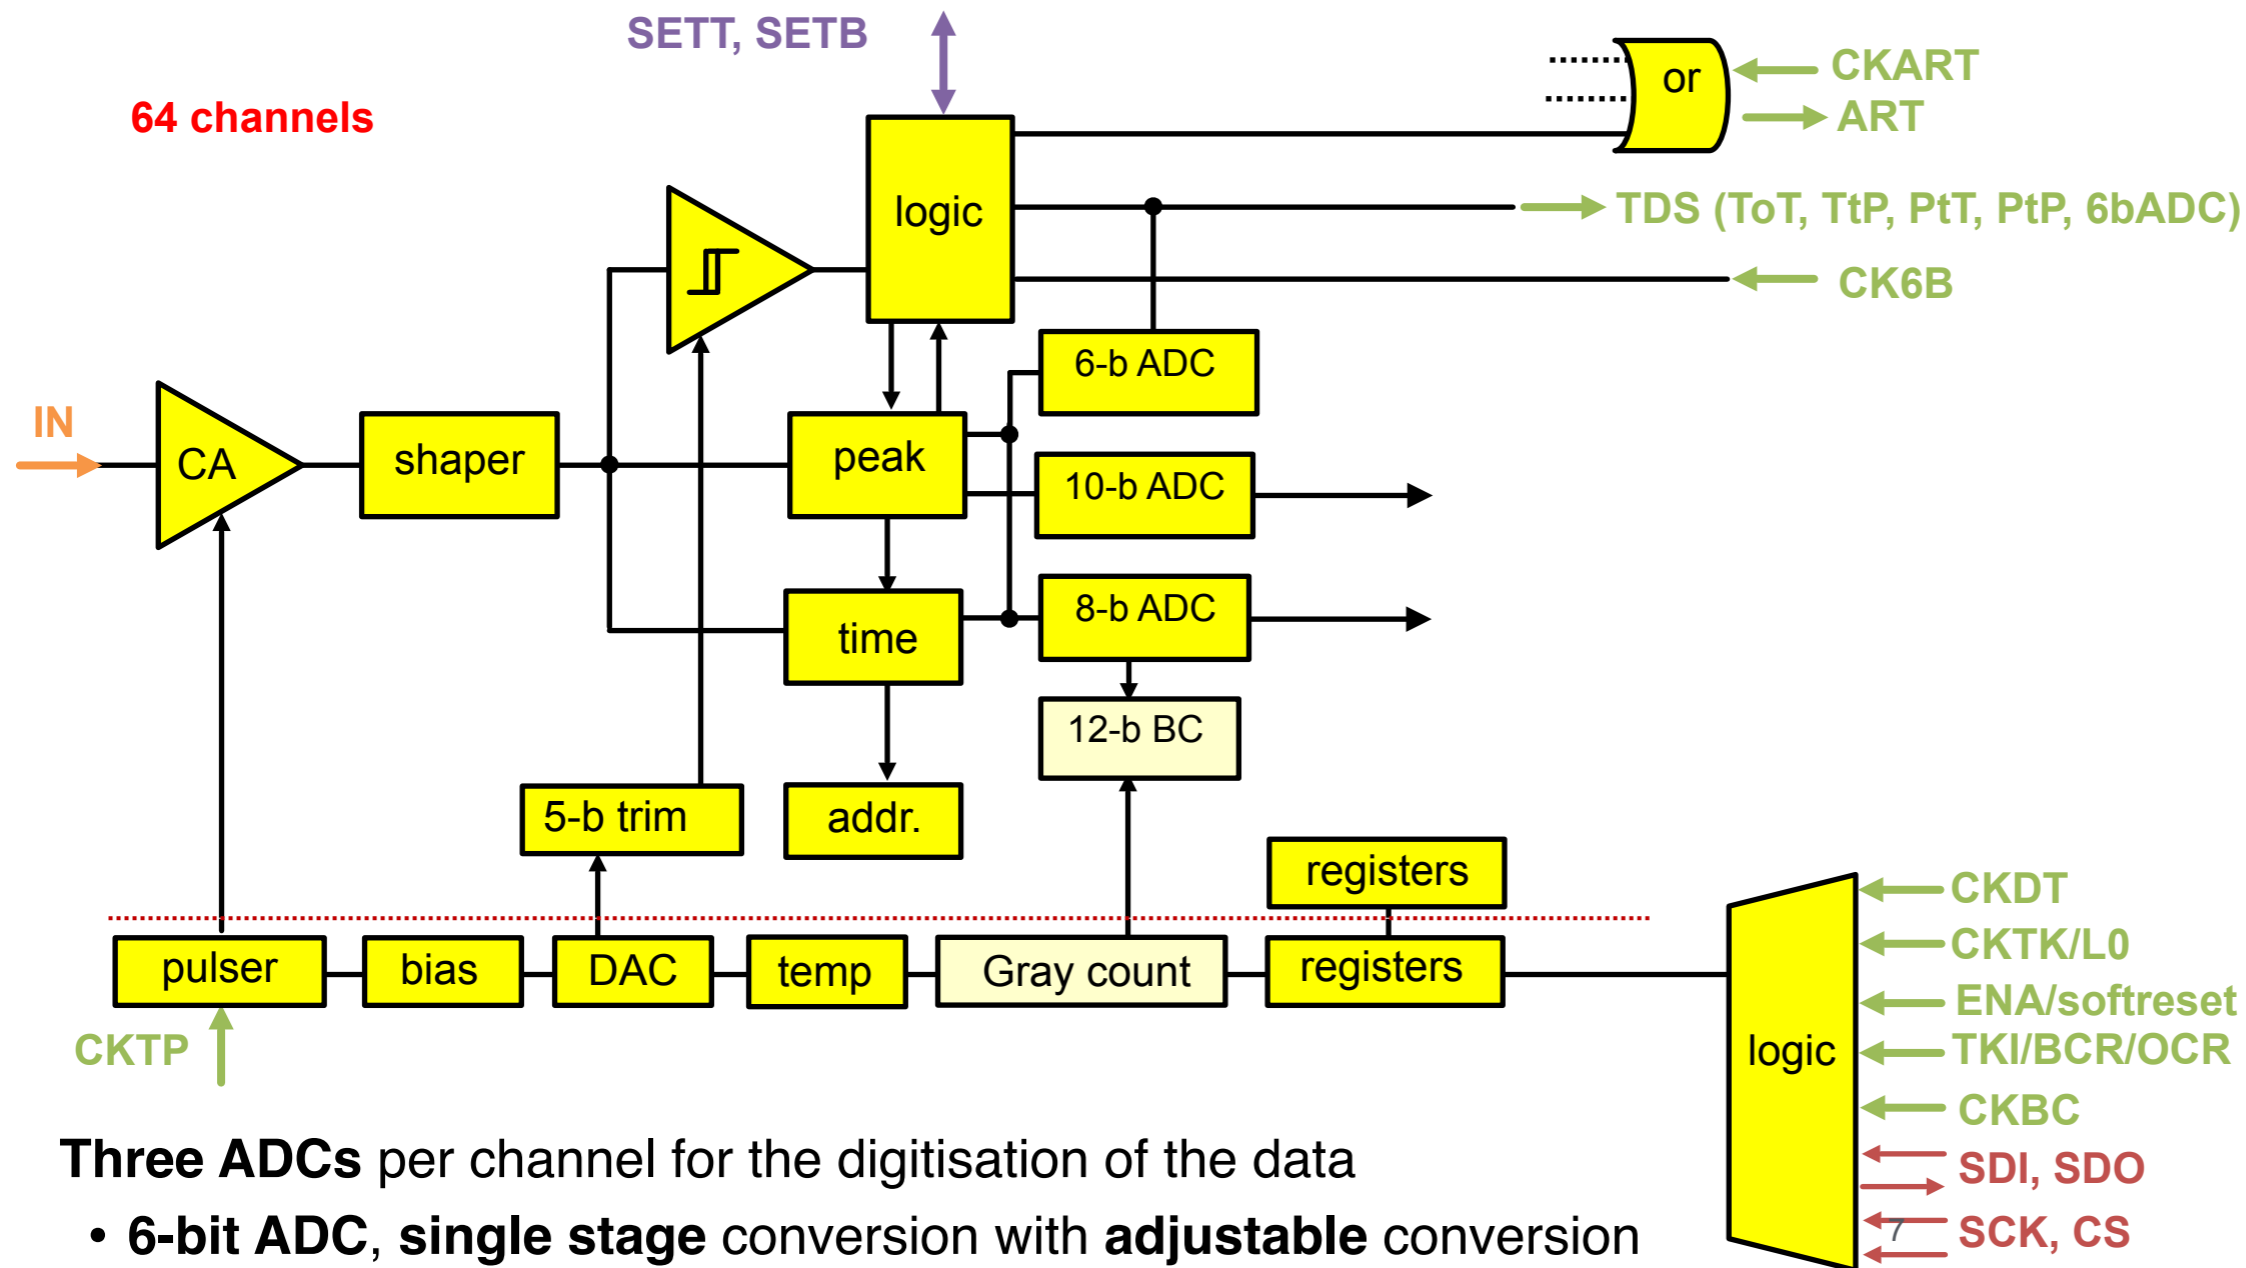 SETT, SETB
or
CKART
64 channels
ART
logic
TDS (ToT, TtP, PtT, PtP, 6bADC)
CK6B
6-b ADC
IN
CA
shaper
peak
10-b ADC
8-b ADC
time
12-b BC
5-b trim
addr.
registers
CKDT
pulser
bias
DAC
temp
Gray count
registers
CKTK/L0
ENA/softreset
CKTP
logic
TKI/BCR/OCR
CKBC
Three ADCs per channel for the digitisation of the data
SDI, SDO
• 6-bit ADC, single stage conversion with adjustable conversion
7
SCK, CS